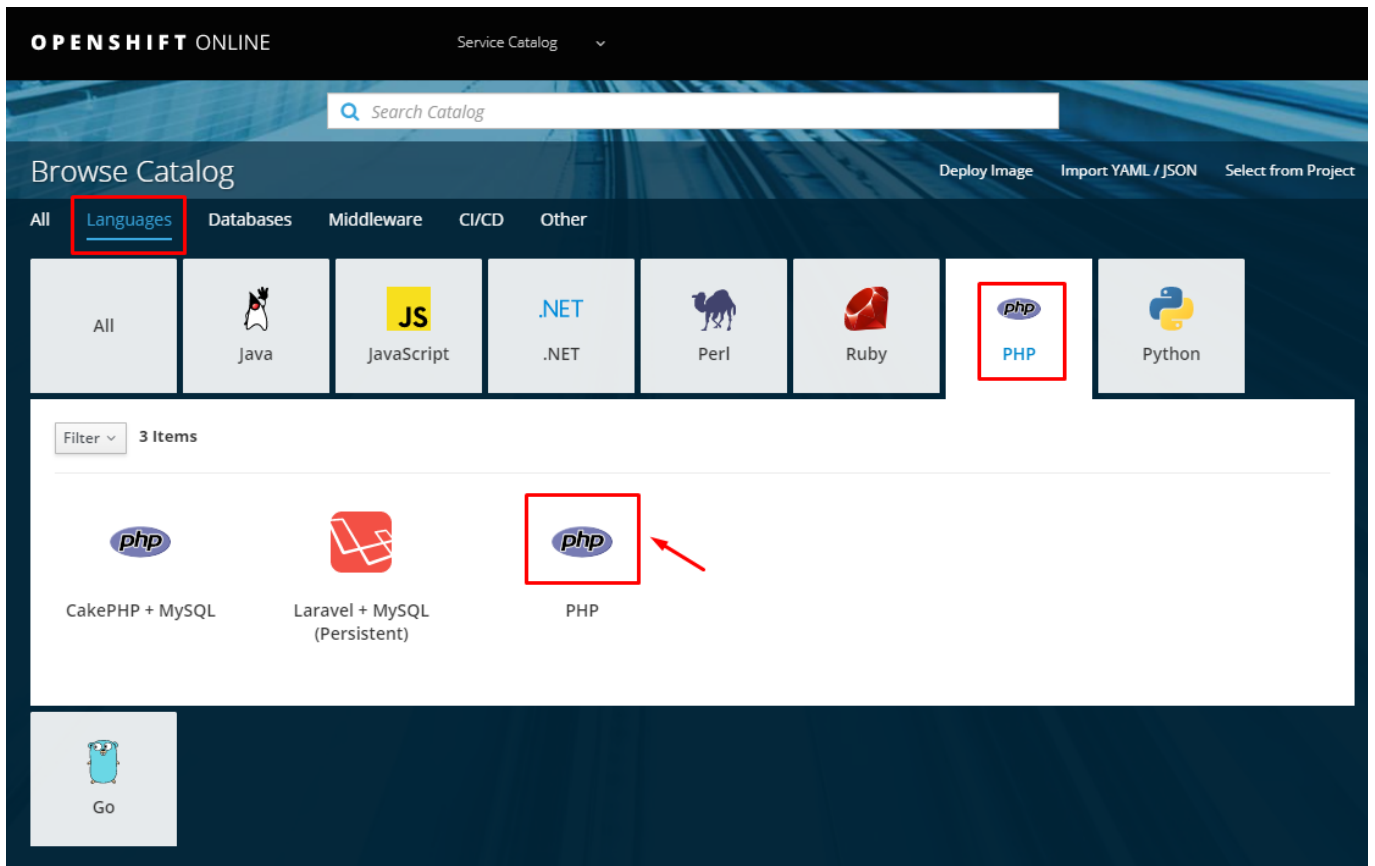 OPENSHIFT ONLINE
Service Catalog
Search Catalog
Browse Catalog
Deploy Image
Import YAML / JSON
Select from Project
All
Languages
Databases
Middleware
CI/CD
Other
All
Java
JS
JavaScript
.NET
.NET
Perl
Ruby
php
PHP
Python
Filter
3 Items
php
CakePHP + MySQL
Laravel + MySQL
(Persistent)
php
PHP
Go